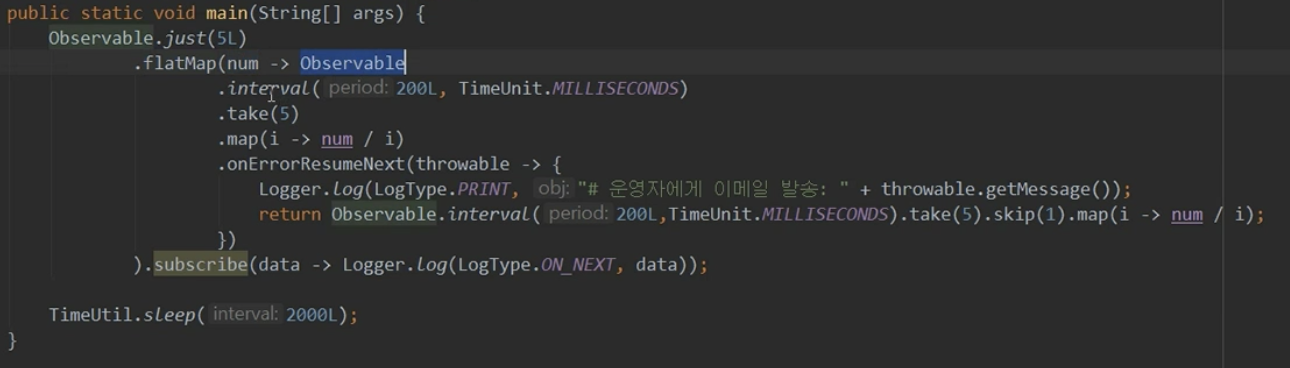 public static void main(String[] args) {
Observable.just(5L)
.flatMap(num -> Observable
.interval( period: 200L, TimeUnit.MILLISECONDS)
.take(5)
.map(i -> num / i)
.onErrorResumeNext(throwable -> {
Logger.log(LogType.PRINT, obj: "# 운영자에게 이메일 발송: " + throwable.getMessage());
return Observable.interval( period: 200L,TimeUnit.MILLISECONDS).take(5).skip(1).map(i -> num / i);
})
).subscribe(data -> Logger.log(LogType.ON_NEXT, data));
TimeUtil.sleep( interval: 2000L);
}